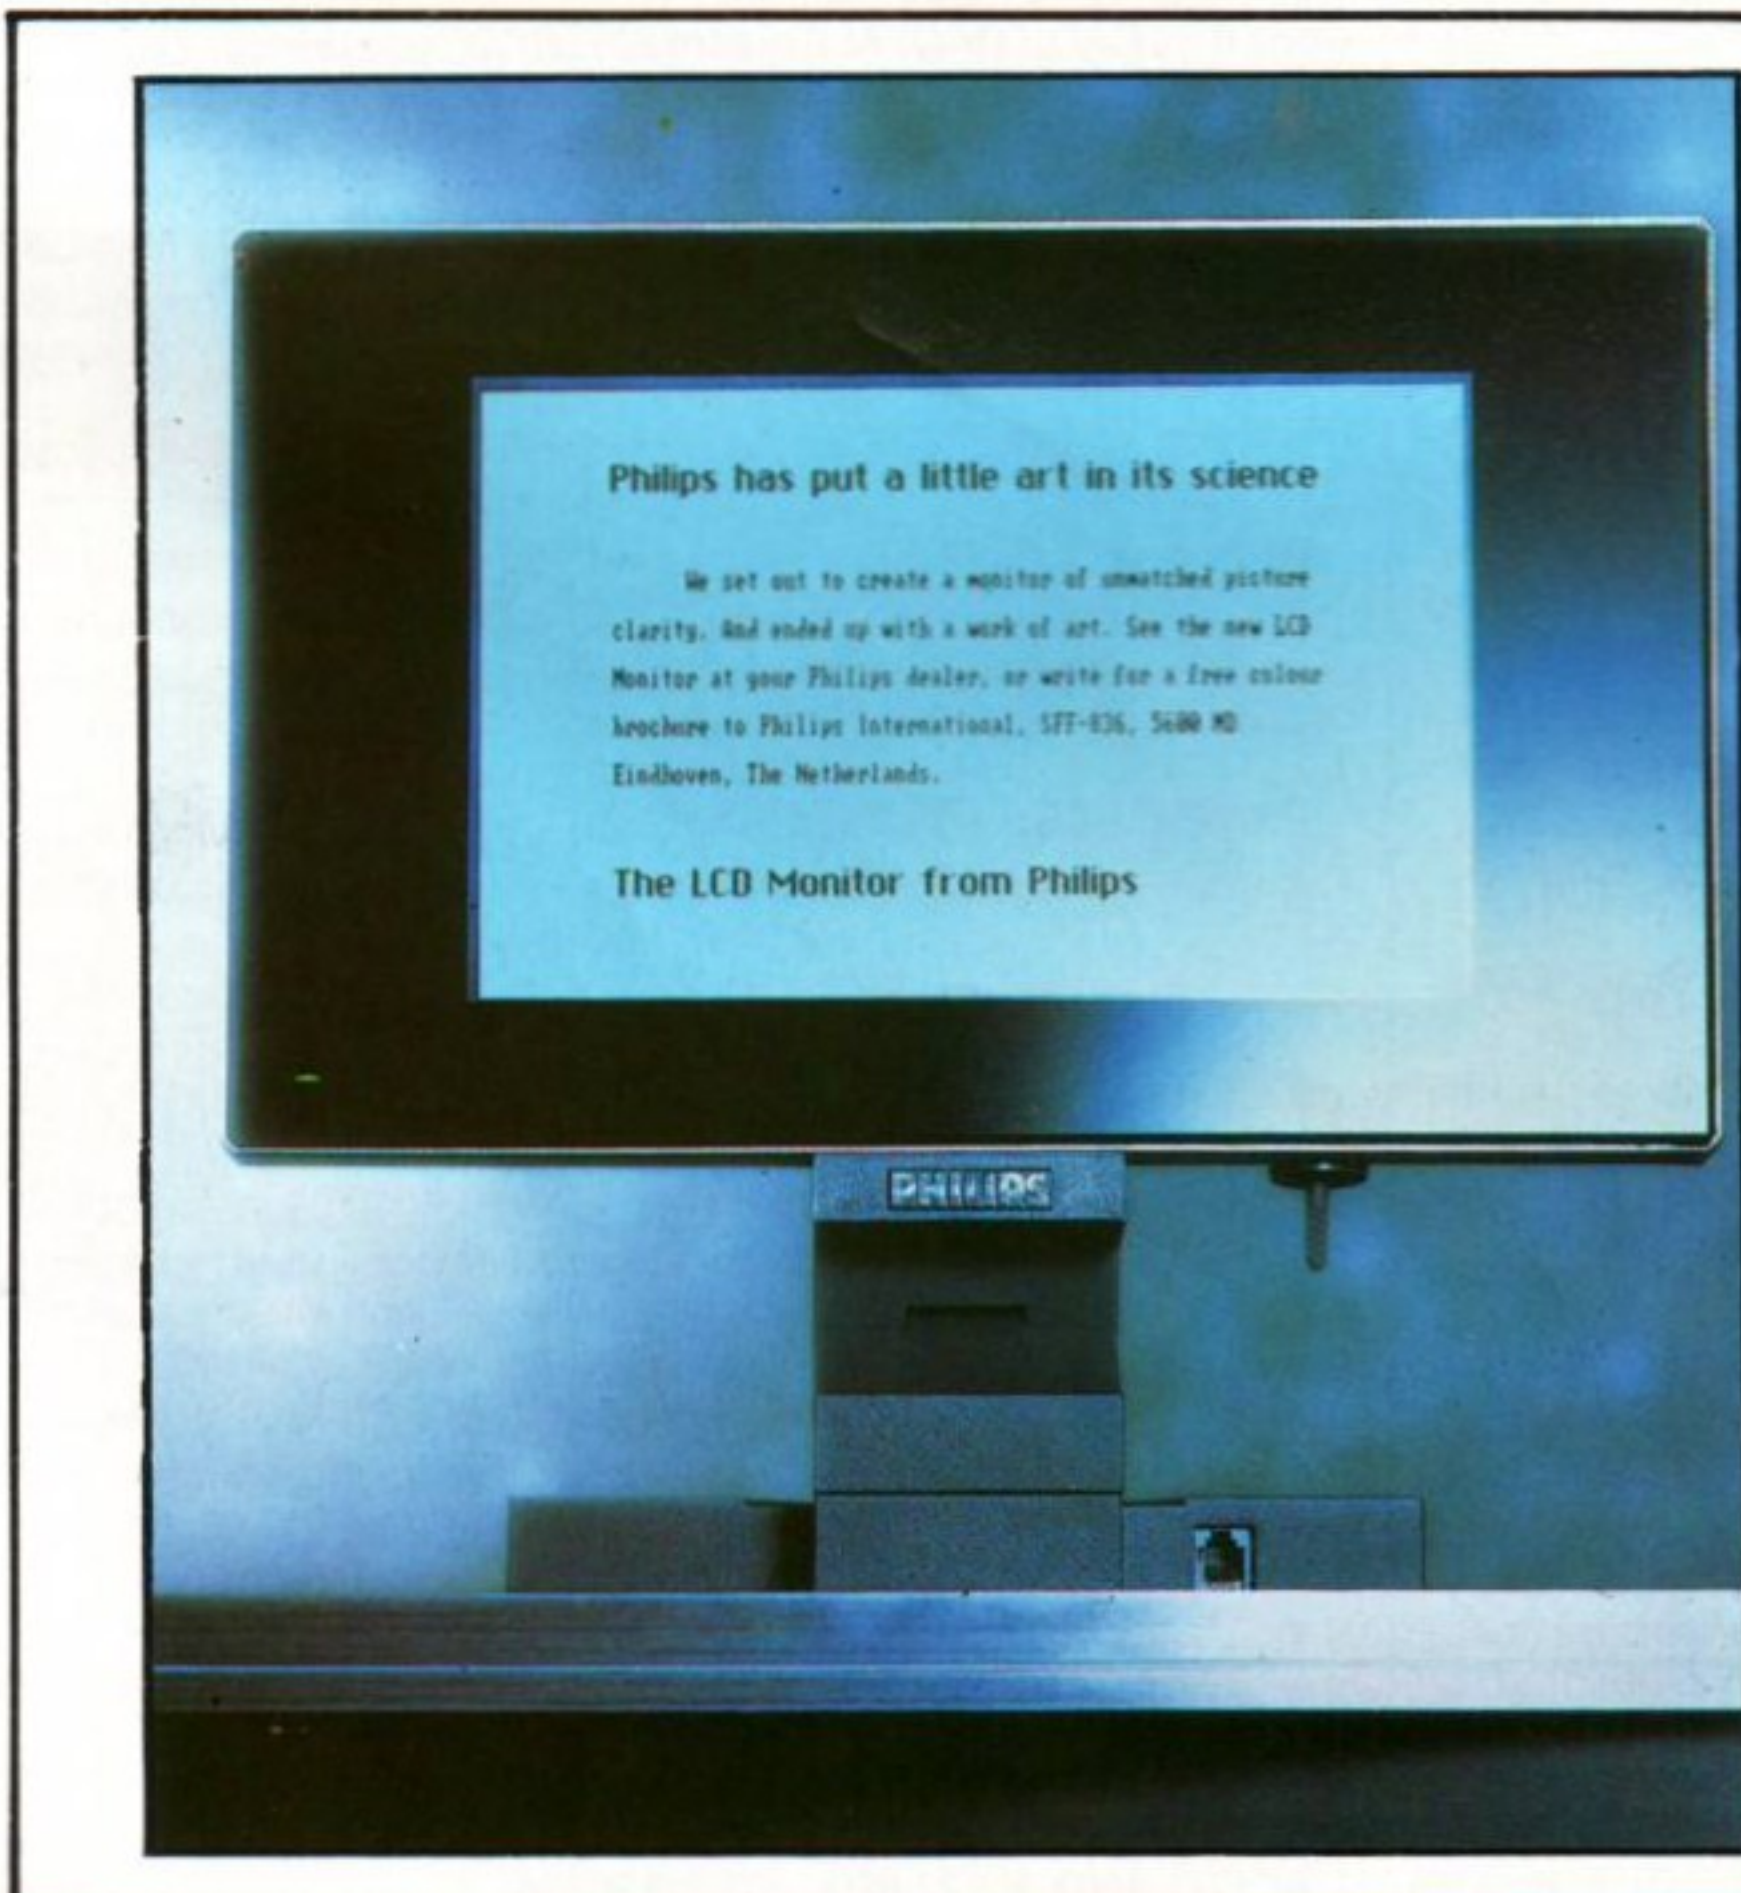 Philips has put a little art in its science
We set out to create a monitor of unmatched picture
clarity. And ended up with a work of art. See the new LCD
Monitor at your Philips dealer, or write for a free colour
brochure to Philips International, SFF-836, 5600 MD
Eindhoven, The Netherlands.
The LCD Monitor from Philips
PHILIPS